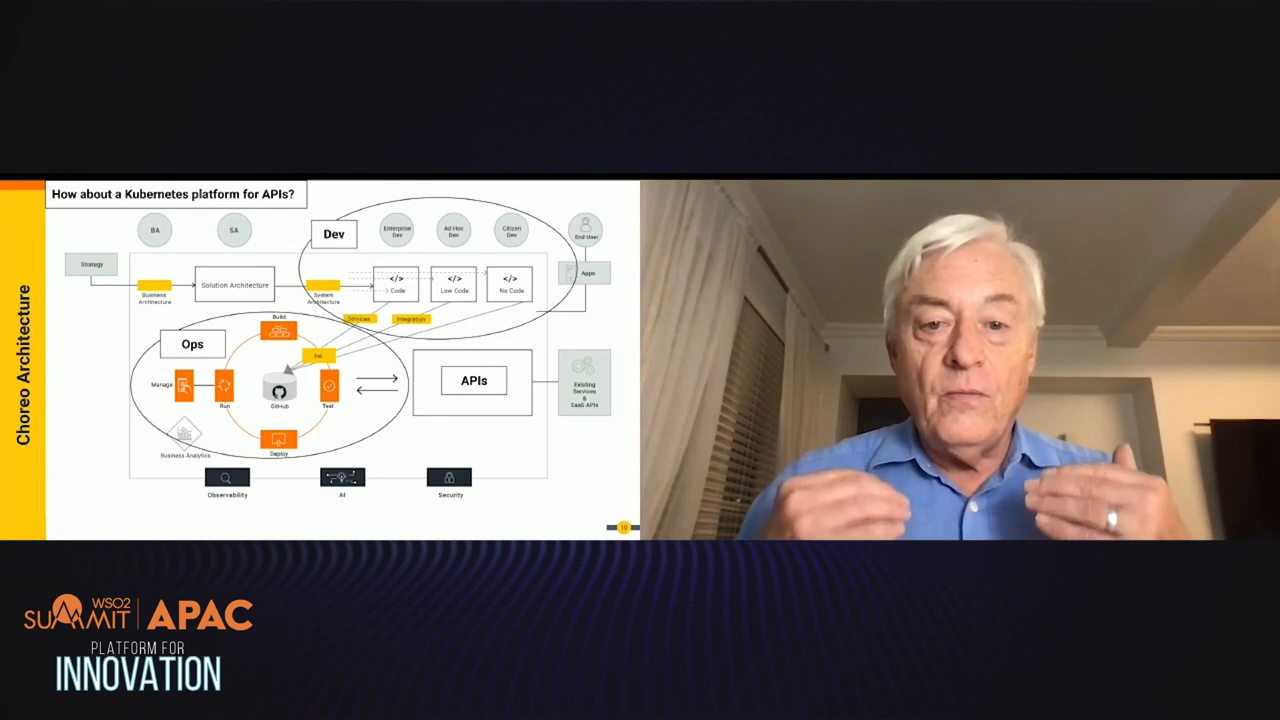 Choreo Architecture
How about a Kubernetes platform for APIs?
BA
SA
Dev
Enterprise
Dev
Ad Hoc
Dev
Citizen
Dev
End User
Strategy
Business
Architecture
Solution Architecture
System
Architecture
</>
Code
</>
Low Code
</>
No Code
Apps
Services
Integration
Ops
Build
.bal
Manage
Run
GitHub
Test
Deploy
Business Analytics
APIs
Existing
Services
&
SaaS APIs
Observability
AI
Security
19
WSO2
SUMMIT
APAC
PLATFORM FOR
INNOVATION